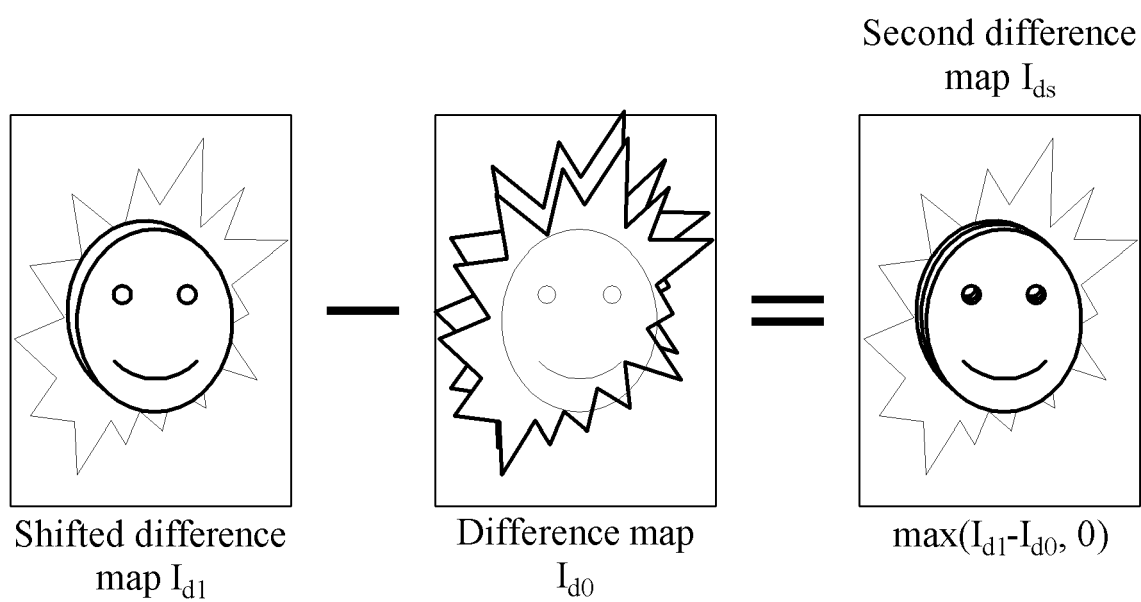 Second difference
map I_ds
Shifted difference
map I_d1
Difference map
I_d0
max(I_d1-I_d0, 0)